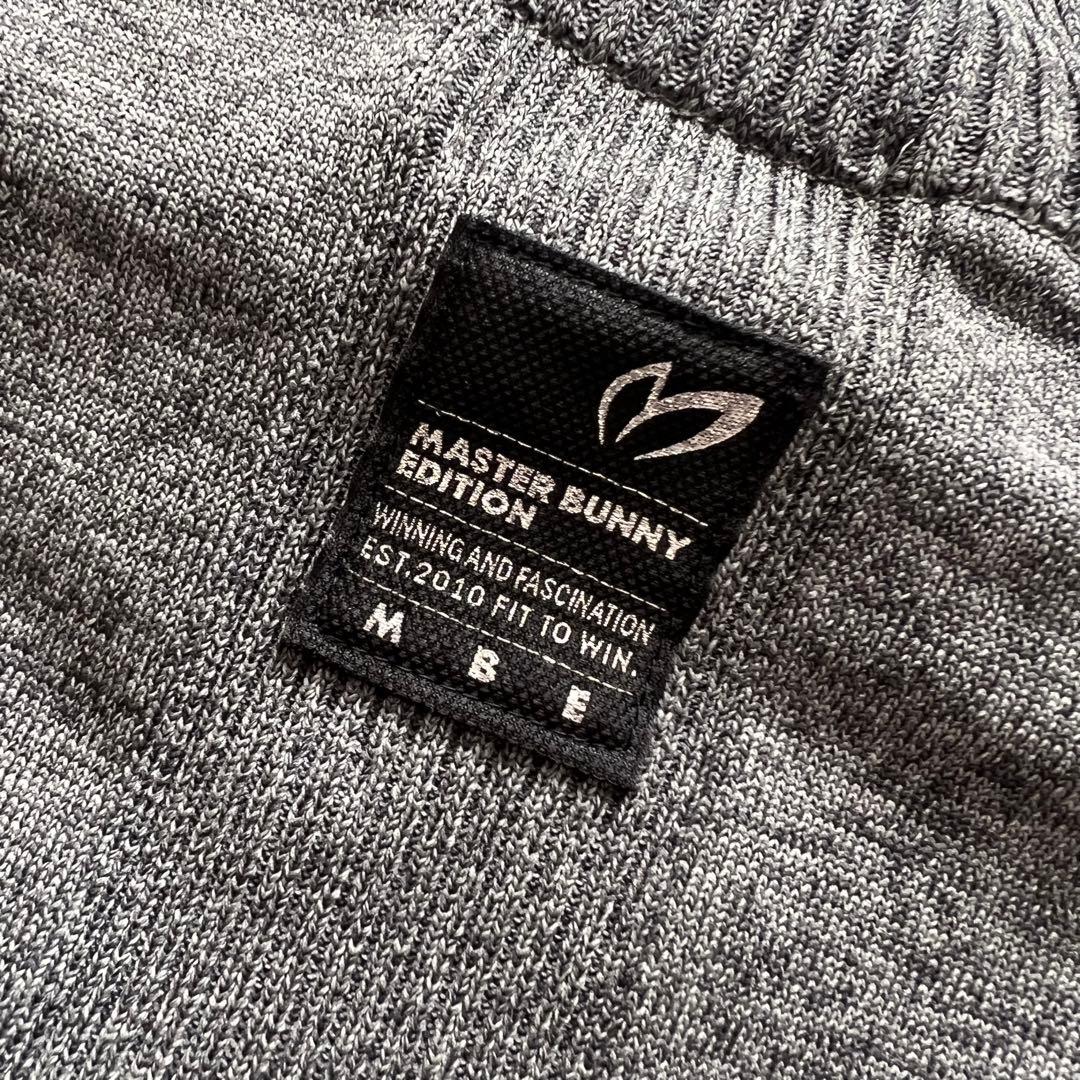 MASTER BUNNY
EDITION
WINNING AND FASCINATION
EST.2010 FIT TO WIN.
M B E